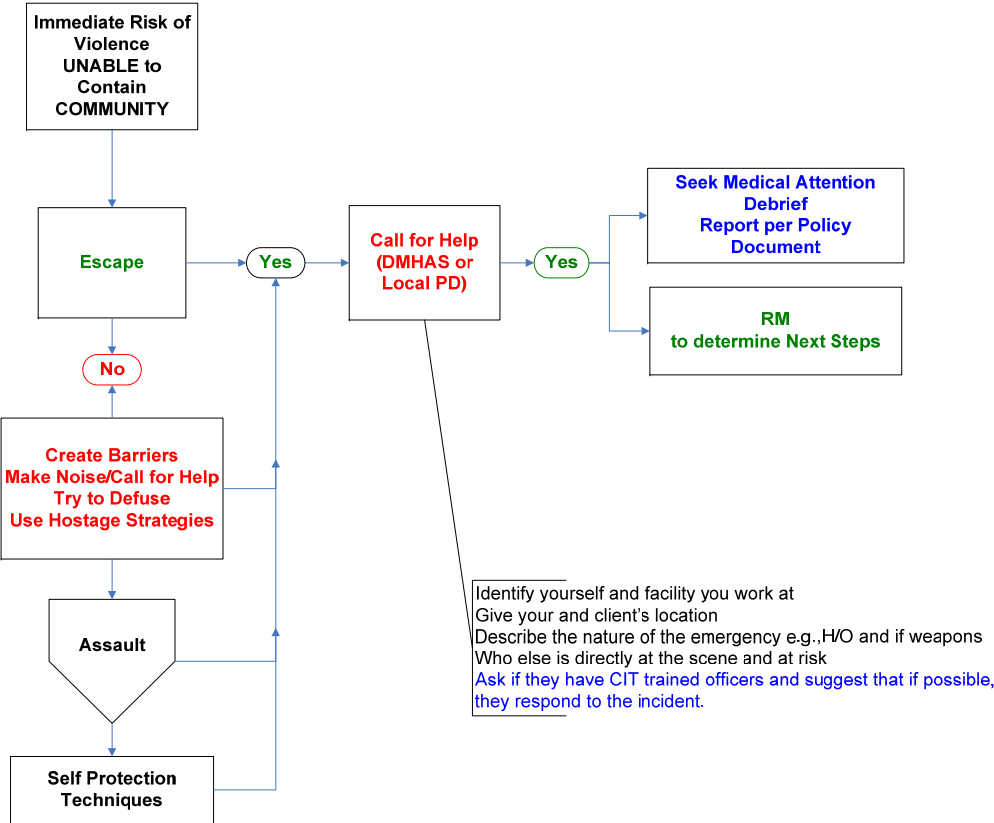 Immediate Risk of
Violence
UNABLE to
Contain
COMMUNITY
Escape
Yes
Call for Help
(DMHAS or
Local PD)
Yes
Seek Medical Attention
Debrief
Report per Policy
Document
RM
to determine Next Steps
No
Create Barriers
Make Noise/Call for Help
Try to Defuse
Use Hostage Strategies
Assault
Self Protection
Techniques
Identify yourself and facility you work at
Give your and client's location
Describe the nature of the emergency e.g.,H/O and if weapons
Who else is directly at the scene and at risk
Ask if they have CIT trained officers and suggest that if possible,
they respond to the incident.